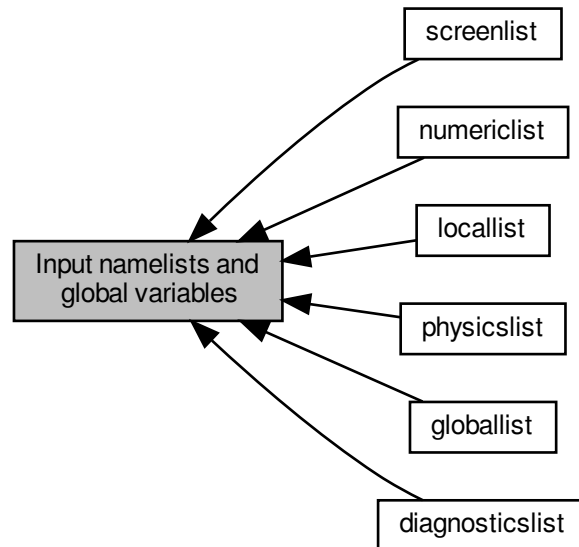 screenlist
numericlist
locallist
Input namelists and
global variables
physicslist
globallist
diagnosticslist